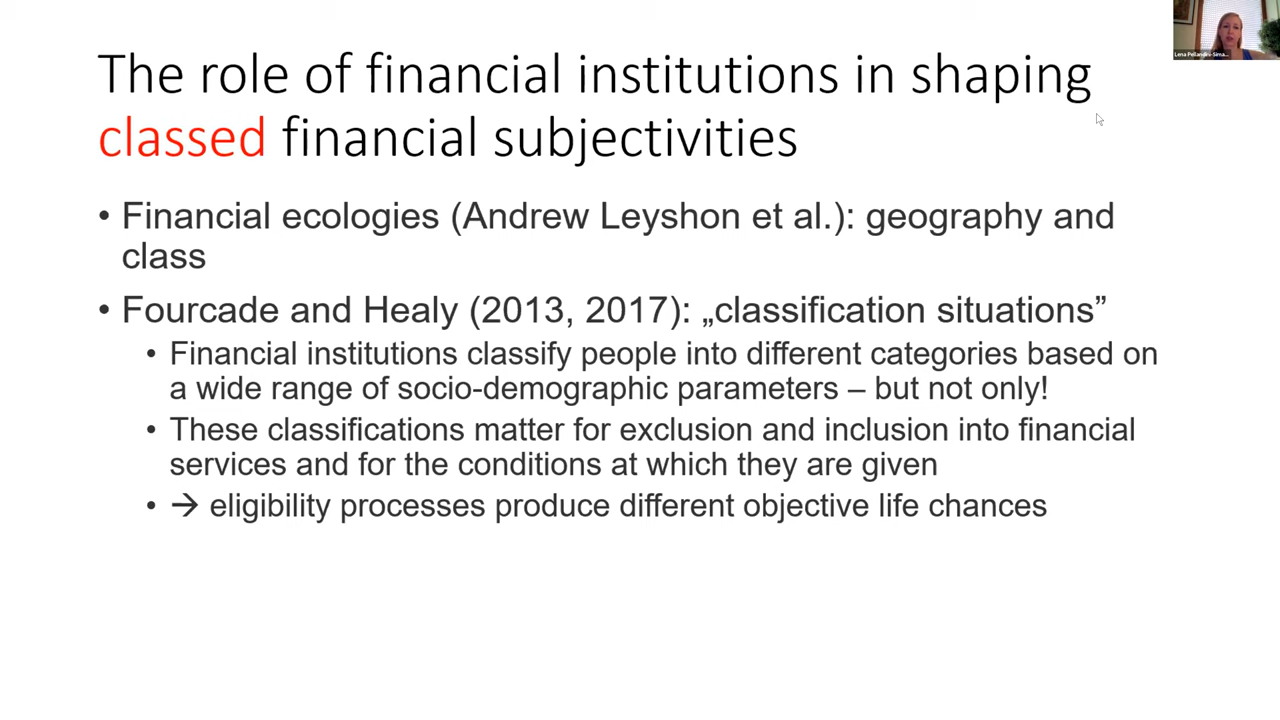 The role of financial institutions in shaping
classed financial subjectivities
• Financial ecologies (Andrew Leyshon et al.): geography and
class
• Fourcade and Healy (2013, 2017): „classification situations”
• Financial institutions classify people into different categories based on
a wide range of socio-demographic parameters – but not only!
• These classifications matter for exclusion and inclusion into financial
services and for the conditions at which they are given
• → eligibility processes produce different objective life chances
Lena Pellandini-Sima...